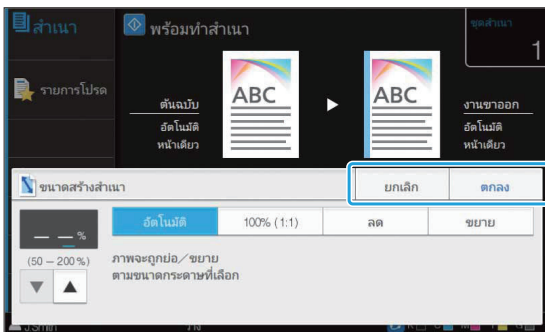 สำเนา
พร้อมทำสำเนา
ชุดสำเนา
1
รายการโปรด
ต้นฉบับ
อัตโนมัติ
หน้าเดียว
ABC
ABC
งานขาออก
อัตโนมัติ
หน้าเดียว
ขนาดสร้างสำเนา
ยกเลิก
ตกลง
%
(50 – 200 %)
อัตโนมัติ
100% (1:1)
ลด
ขยาย
ภาพจะถูกย่อ/ขยาย
ตามขนาดกระดาษที่เลือก
J.Smith
ว่าง